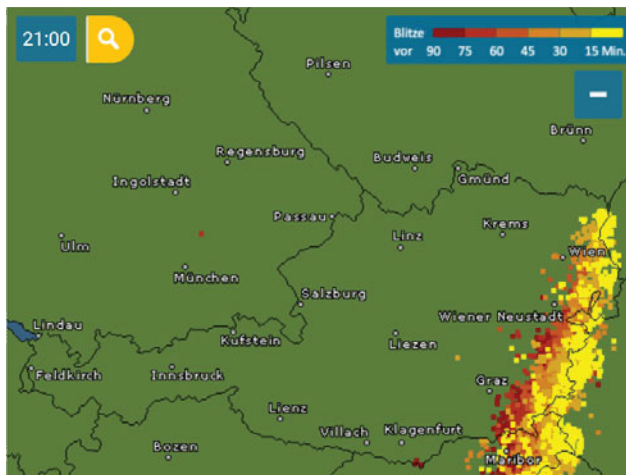 21:00
Blitze
vor 90 75 60 45 30 15 Min.
Pilsen
Nürnberg
Brünn
Regensburg
Budweis
Gmünd
Ingolstadt
Passau
Krems
Linz
Ulm
Wien
München
Salzburg
Wiener Neustadt
Lindau
Kufstein
Liezen
Feldkirch
Innsbruck
Graz
Lienz
Villach
Klagenfurt
Bozen
Maribor